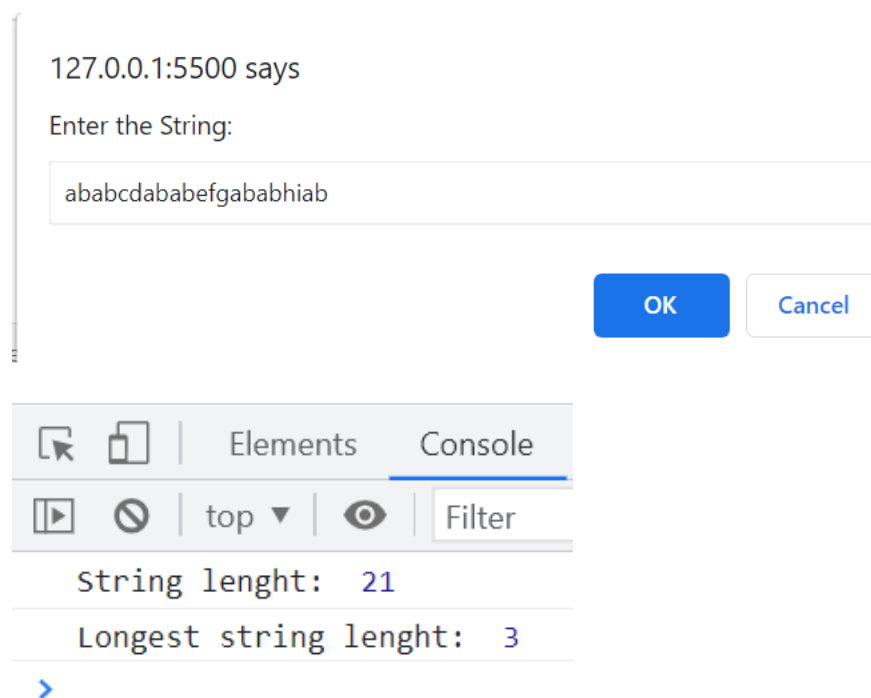 127.0.0.1:5500 says
Enter the String:
ababcdababefgababhiab
OK Cancel
Elements Console
top ▼ Filter
String lenght: 21
Longest string lenght: 3